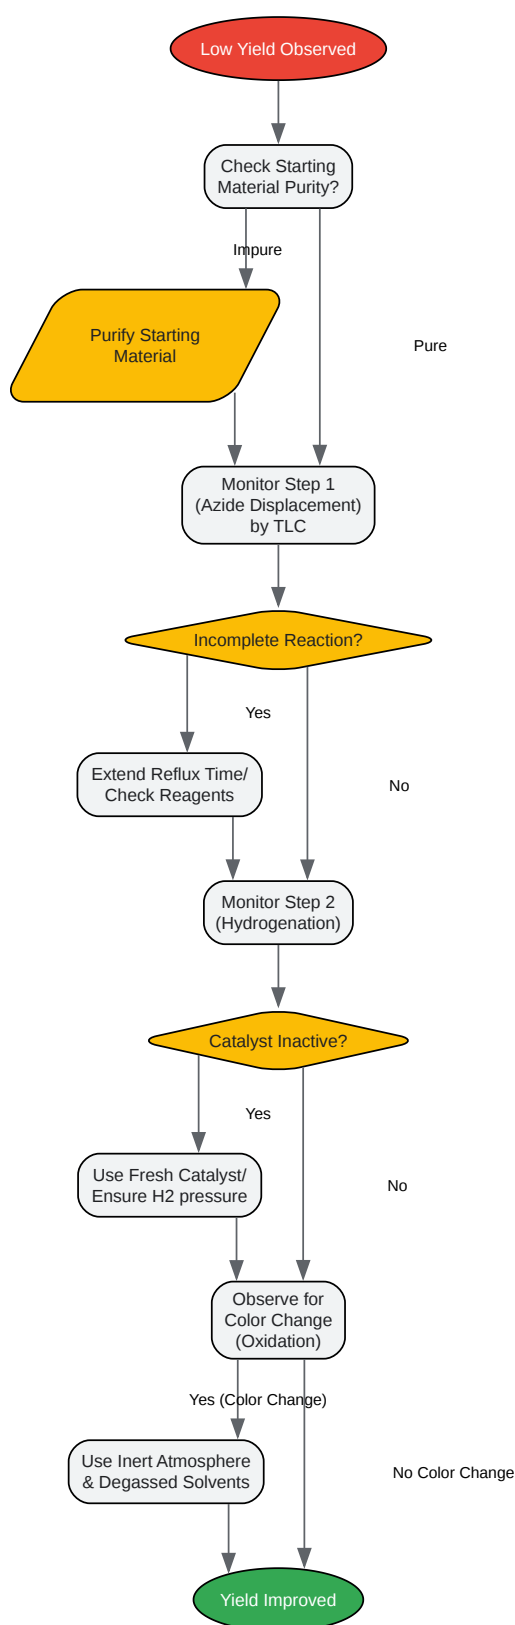 Low Yield Observed
Check Starting
Material Purity?
Impure
Purify Starting
Material
Pure
Monitor Step 1
(Azide Displacement)
by TLC
Incomplete Reaction?
Yes
Extend Reflux Time/
Check Reagents
No
Monitor Step 2
(Hydrogenation)
Catalyst Inactive?
Yes
Use Fresh Catalyst/
Ensure H2 pressure
No
Observe for
Color Change
(Oxidation)
Yes (Color Change)
Use Inert Atmosphere
& Degassed Solvents
No Color Change
Yield Improved